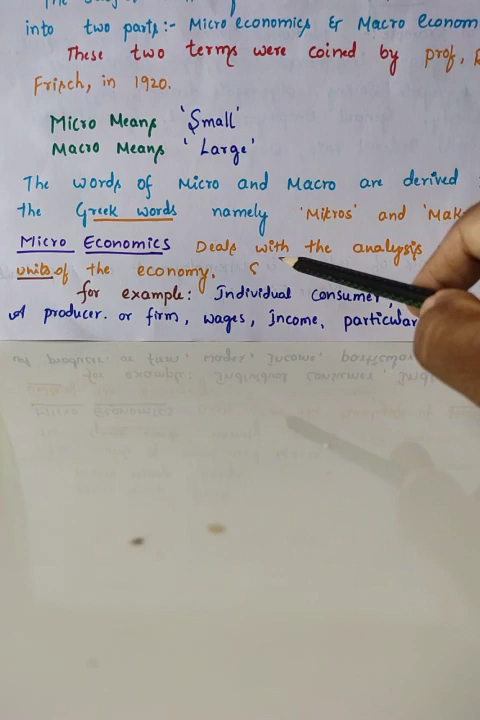 into two parts:- Micro economics & Macro econom
These two terms were coined by prof,
Frisch, in 1920.
Micro Means 'Small'
Macro Means 'Large'
The words of Micro and Macro are derived
the Greek words namely 'Mikros' and 'Mak
Micro Economics Deals with the analysis
units of the economy.
for example: Individual consumer,
A producer. or firm, wages, Income, particular